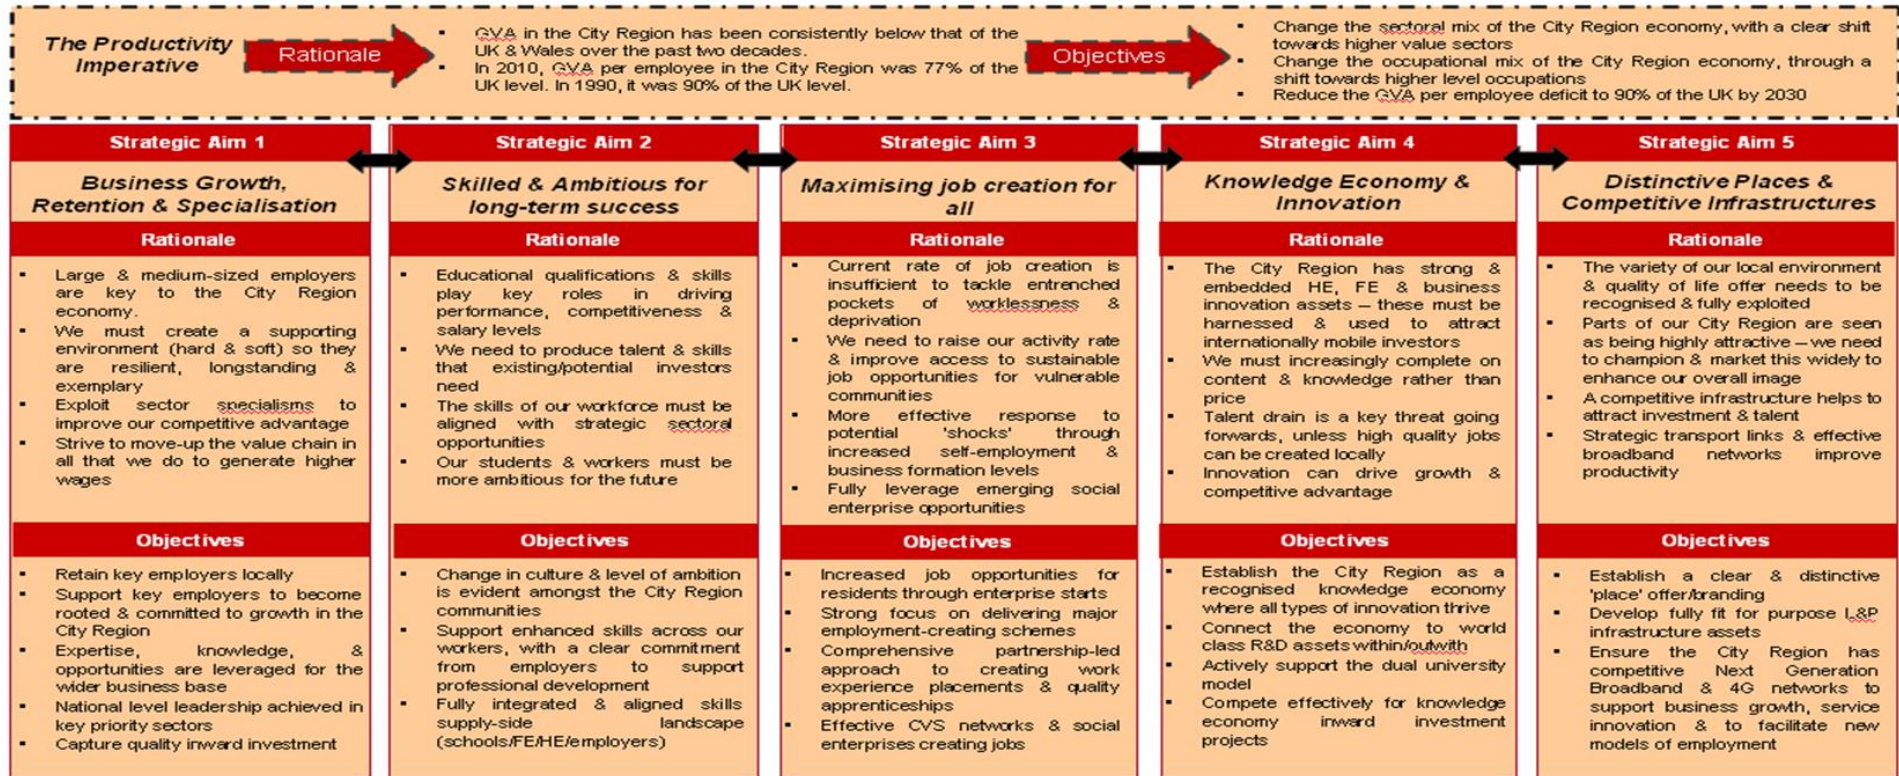 The Productivity
Imperative
Rationale
▪ GVA in the City Region has been consistently below that of the
UK & Wales over the past two decades.
▪ In 2010, GVA per employee in the City Region was 77% of the
UK level. In 1990, it was 90% of the UK level.
Objectives
▪ Change the sectoral mix of the City Region economy, with a clear shift
towards higher value sectors
▪ Change the occupational mix of the City Region economy, through a
shift towards higher level occupations
▪ Reduce the GVA per employee deficit to 90% of the UK by 2030
Strategic Aim 1
Business Growth,
Retention & Specialisation
Rationale
▪ Large & medium-sized employers
are key to the City Region
economy.
▪ We must create a supporting
environment (hard & soft) so they
are resilient, longstanding &
exemplary
▪ Exploit sector specialisms to
improve our competitive advantage
▪ Strive to move-up the value chain in
all that we do to generate higher
wages
Objectives
▪ Retain key employers locally
▪ Support key employers to become
rooted & committed to growth in the
City Region
▪ Expertise, knowledge, &
opportunities are leveraged for the
wider business base
▪ National level leadership achieved in
key priority sectors
▪ Capture quality inward investment
Strategic Aim 2
Skilled & Ambitious for
long-term success
Rationale
▪ Educational qualifications & skills
play key roles in driving
performance, competitiveness &
salary levels
▪ We need to produce talent & skills
that existing/potential investors
need
▪ The skills of our workforce must be
aligned with strategic sectoral
opportunities
▪ Our students & workers must be
more ambitious for the future
Objectives
▪ Change in culture & level of ambition
is evident amongst the City Region
communities
▪ Support enhanced skills across our
workers, with a clear commitment
from employers to support
professional development
▪ Fully integrated & aligned skills
supply-side landscape
(schools/FE/HE/employers)
Strategic Aim 3
Maximising job creation for
all
Rationale
▪ Current rate of job creation is
insufficient to tackle entrenched
pockets of worklessness &
deprivation
▪ We need to raise our activity rate
& improve access to sustainable
job opportunities for vulnerable
communities
▪ More effective response to
potential 'shocks' through
increased self-employment &
business formation levels
▪ Fully leverage emerging social
enterprise opportunities
Objectives
▪ Increased job opportunities for
residents through enterprise starts
▪ Strong focus on delivering major
employment-creating schemes
▪ Comprehensive partnership-led
approach to creating work
experience placements & quality
apprenticeships
▪ Effective CVS networks & social
enterprises creating jobs
Strategic Aim 4
Knowledge Economy &
Innovation
Rationale
▪ The City Region has strong &
embedded HE, FE & business
innovation assets – these must be
harnessed & used to attract
internationally mobile investors
▪ We must increasingly complete on
content & knowledge rather than
price
▪ Talent drain is a key threat going
forwards, unless high quality jobs
can be created locally
▪ Innovation can drive growth &
competitive advantage
Objectives
▪ Establish the City Region as a
recognised knowledge economy
where all types of innovation thrive
▪ Connect the economy to world
class R&D assets within/outwith
▪ Actively support the dual university
model
▪ Compete effectively for knowledge
economy inward investment
projects
Strategic Aim 5
Distinctive Places &
Competitive Infrastructures
Rationale
▪ The variety of our local environment
& quality of life offer needs to be
recognised & fully exploited
▪ Parts of our City Region are seen
as being highly attractive – we need
to champion & market this widely to
enhance our overall image
▪ A competitive infrastructure helps to
attract investment & talent
▪ Strategic transport links & effective
broadband networks improve
productivity
Objectives
▪ Establish a clear & distinctive
'place' offer/branding
▪ Develop fully fit for purpose L&P
infrastructure assets
▪ Ensure the City Region has
competitive Next Generation
Broadband & 4G networks to
support business growth, service
innovation & to facilitate new
models of employment